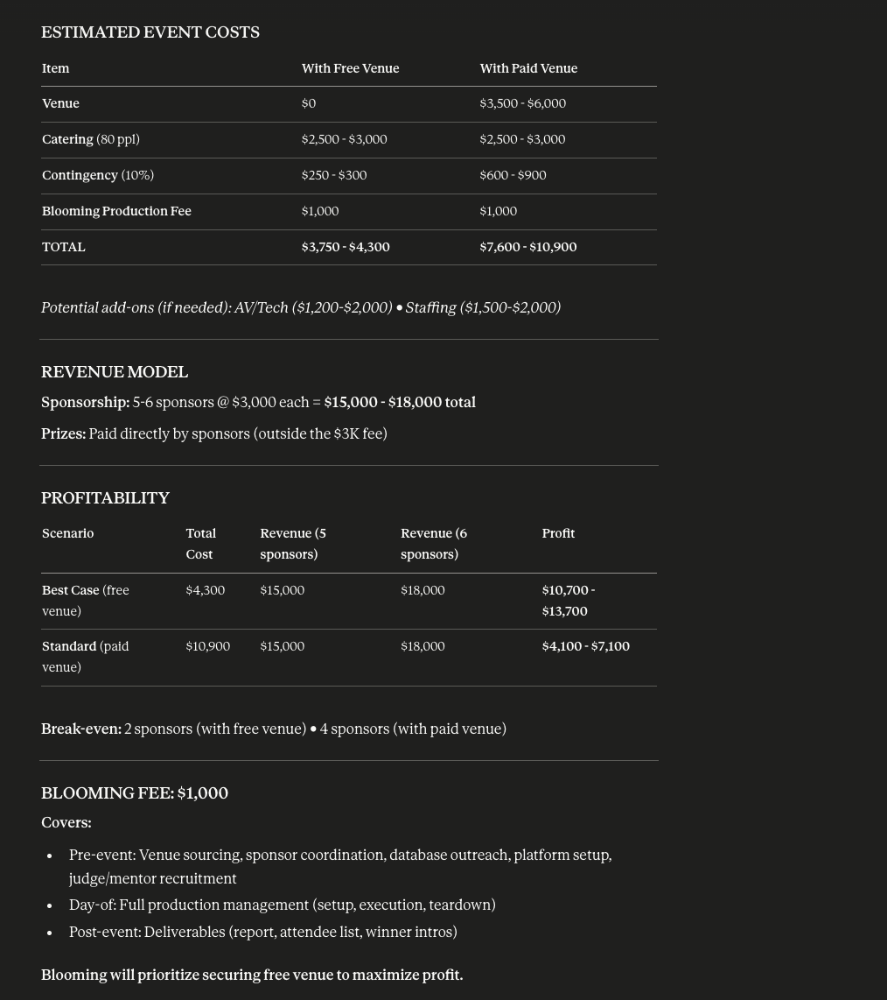 ESTIMATED EVENT COSTS
Item With Free Venue With Paid Venue
Venue $0 $3,500 - $6,000
Catering (80 ppl) $2,500 - $3,000 $2,500 - $3,000
Contingency (10%) $250 - $300 $600 - $900
Blooming Production Fee $1,000 $1,000
TOTAL $3,750 - $4,300 $7,600 - $10,900
Potential add-ons (if needed): AV/Tech ($1,200-$2,000) • Staffing ($1,500-$2,000)
REVENUE MODEL
Sponsorship: 5-6 sponsors @ $3,000 each = $15,000 - $18,000 total
Prizes: Paid directly by sponsors (outside the $3K fee)
PROFITABILITY
Scenario Total Revenue (5 Revenue (6 Profit
Cost sponsors) sponsors)
Best Case (free $4,300 $15,000 $18,000 $10,700 -
venue) $13,700
Standard (paid $10,900 $15,000 $18,000 $4,100 - $7,100
venue)
Break-even: 2 sponsors (with free venue) • 4 sponsors (with paid venue)
BLOOMING FEE: $1,000
Covers:
• Pre-event: Venue sourcing, sponsor coordination, database outreach, platform setup,
judge/mentor recruitment
• Day-of: Full production management (setup, execution, teardown)
• Post-event: Deliverables (report, attendee list, winner intros)
Blooming will prioritize securing free venue to maximize profit.